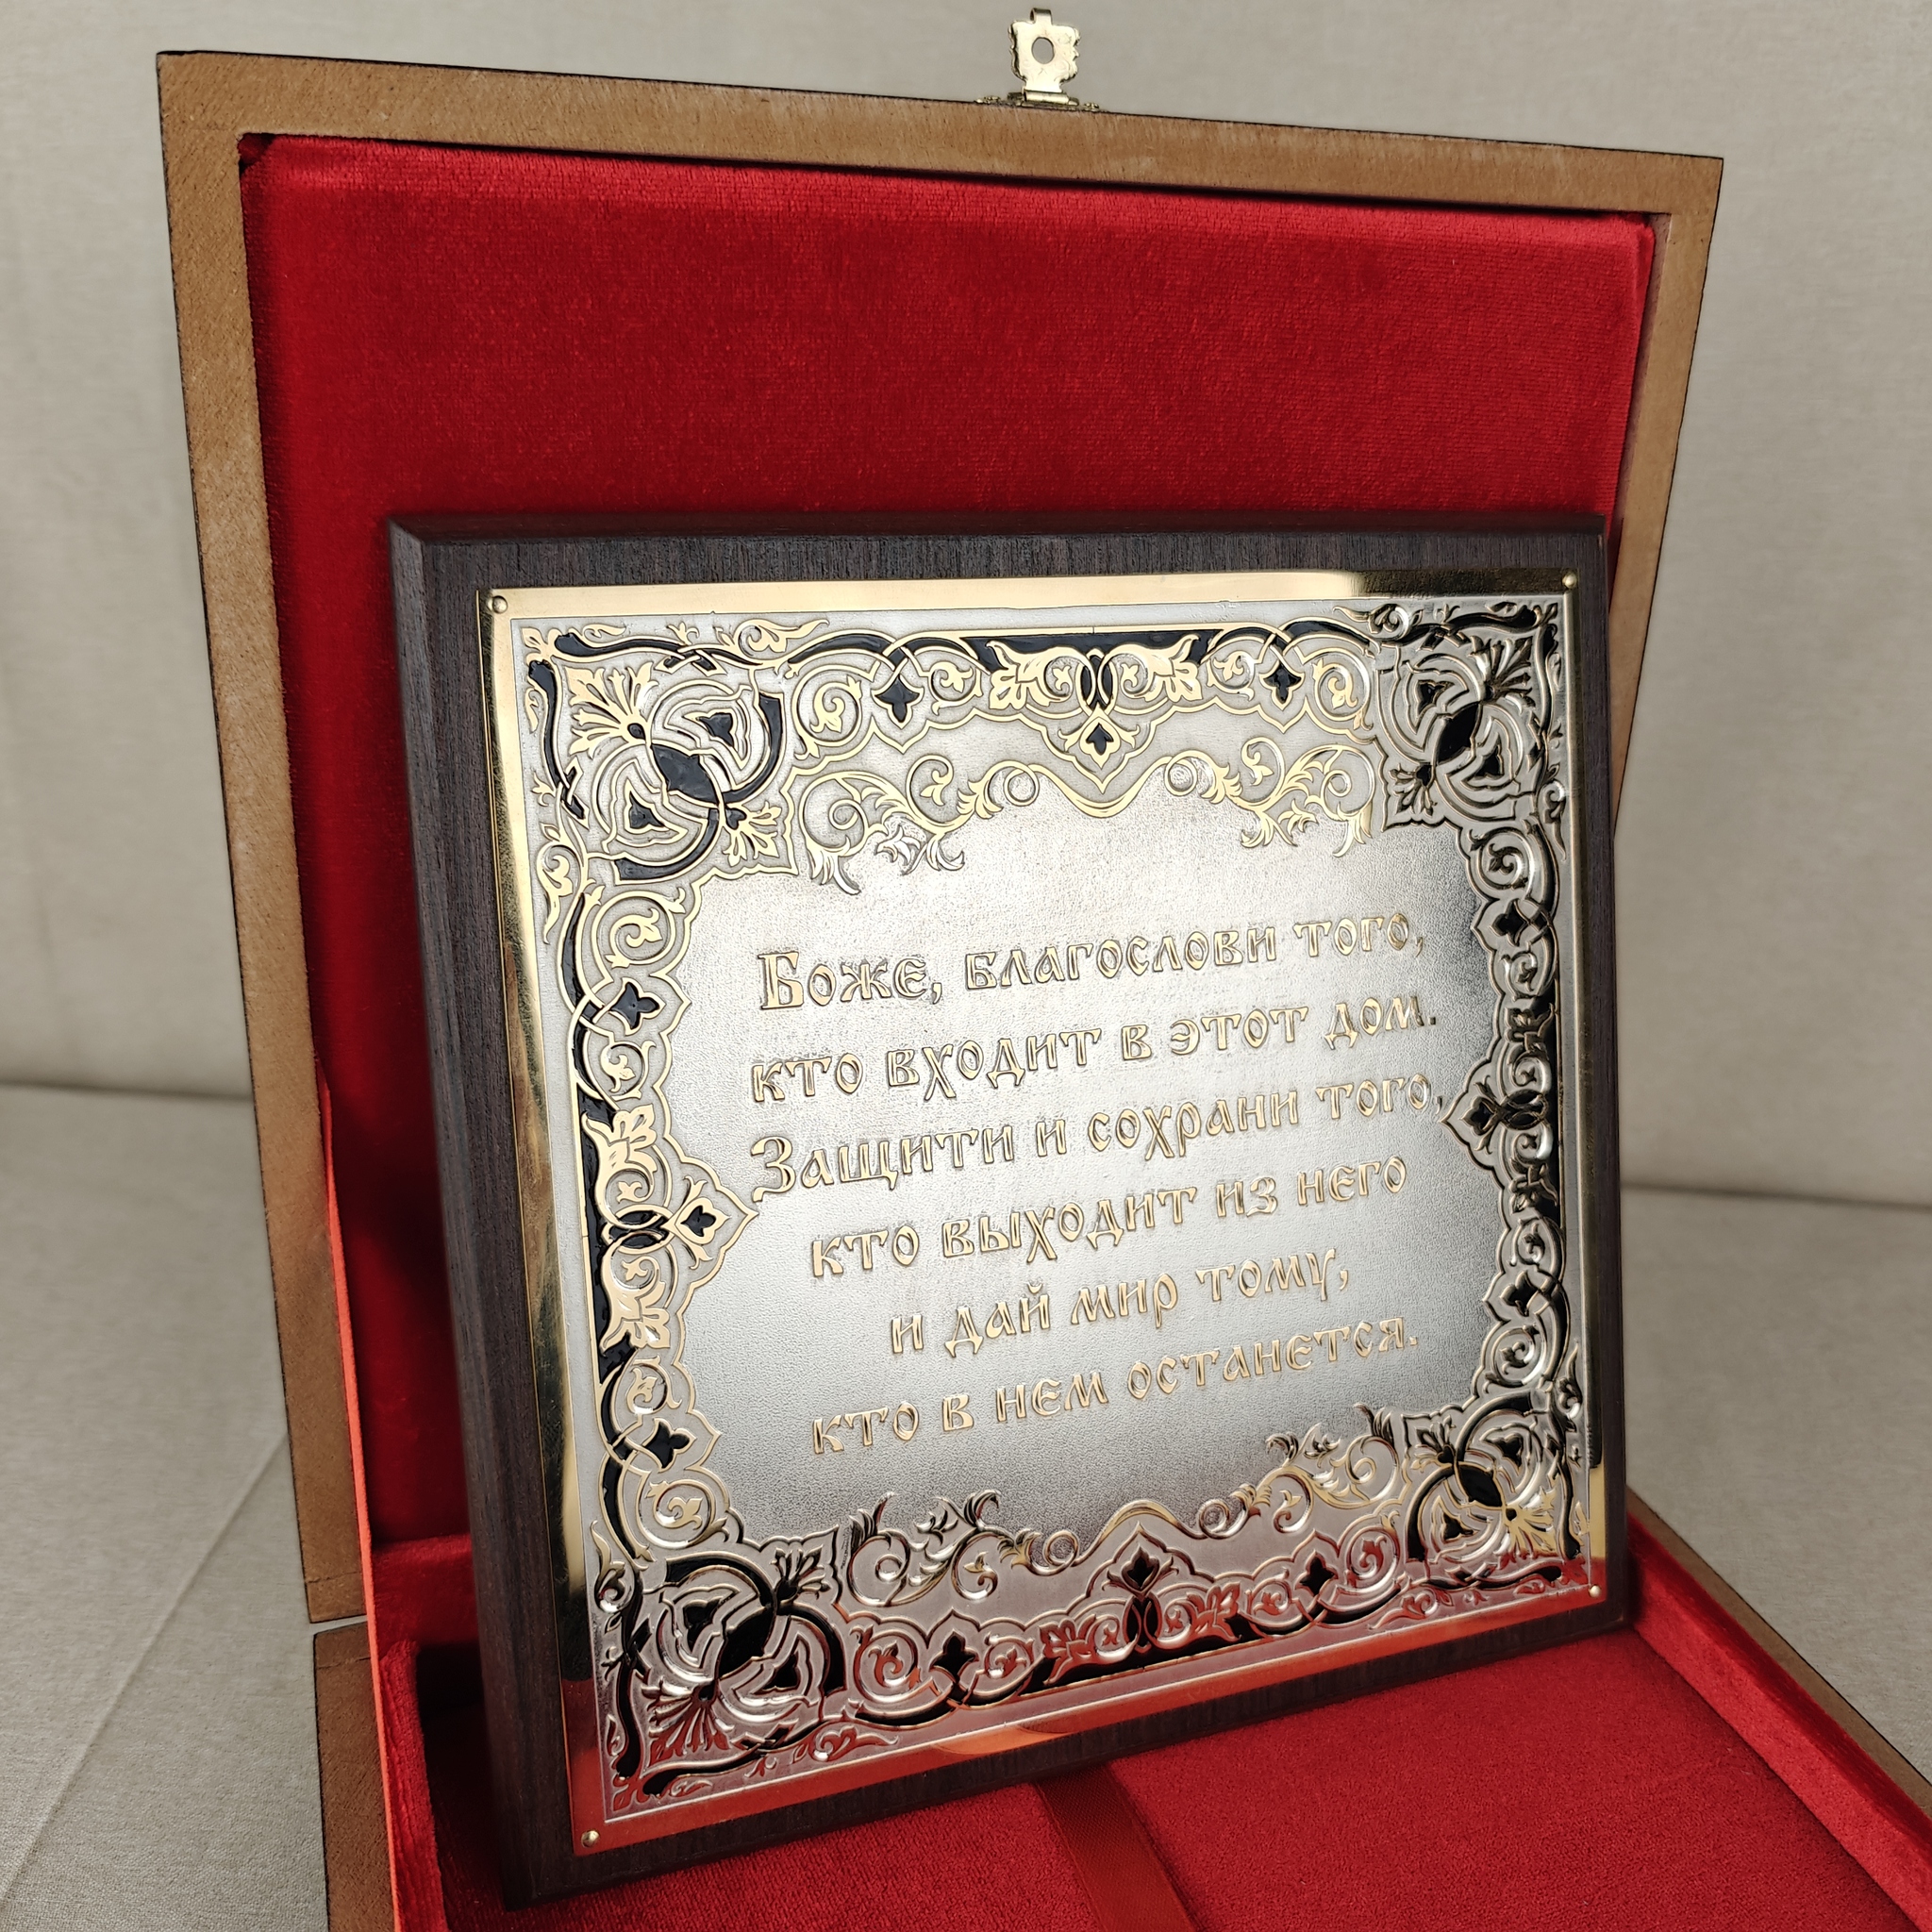 Боже, благослови того,
кто входит в этот дом.
Защити и сохрани того,
кто выходит из него
и дай мир тому,
кто в нем останется.